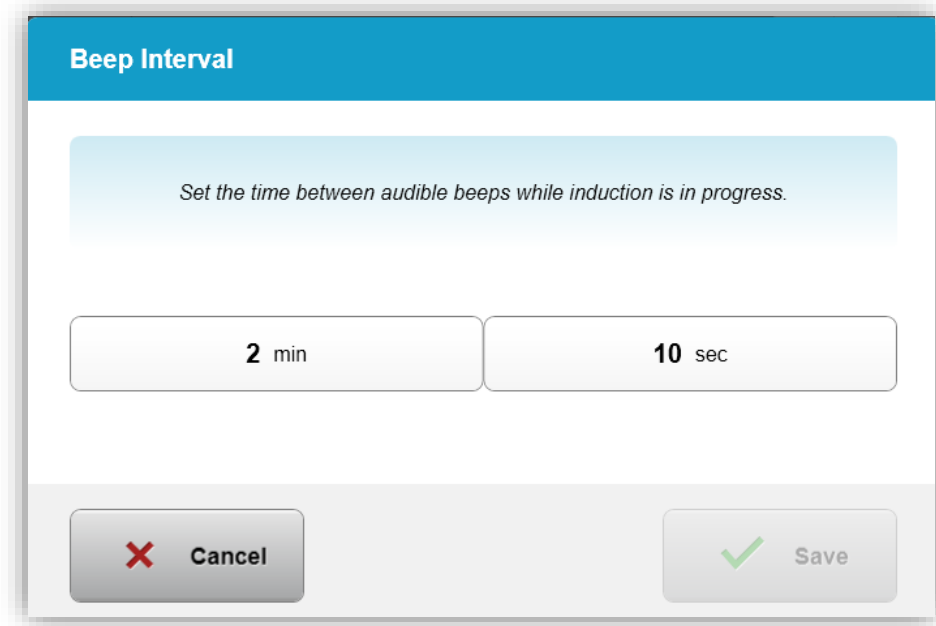 Beep Interval
Set the time between audible beeps while induction is in progress.
2 min 10 sec
Cancel Save